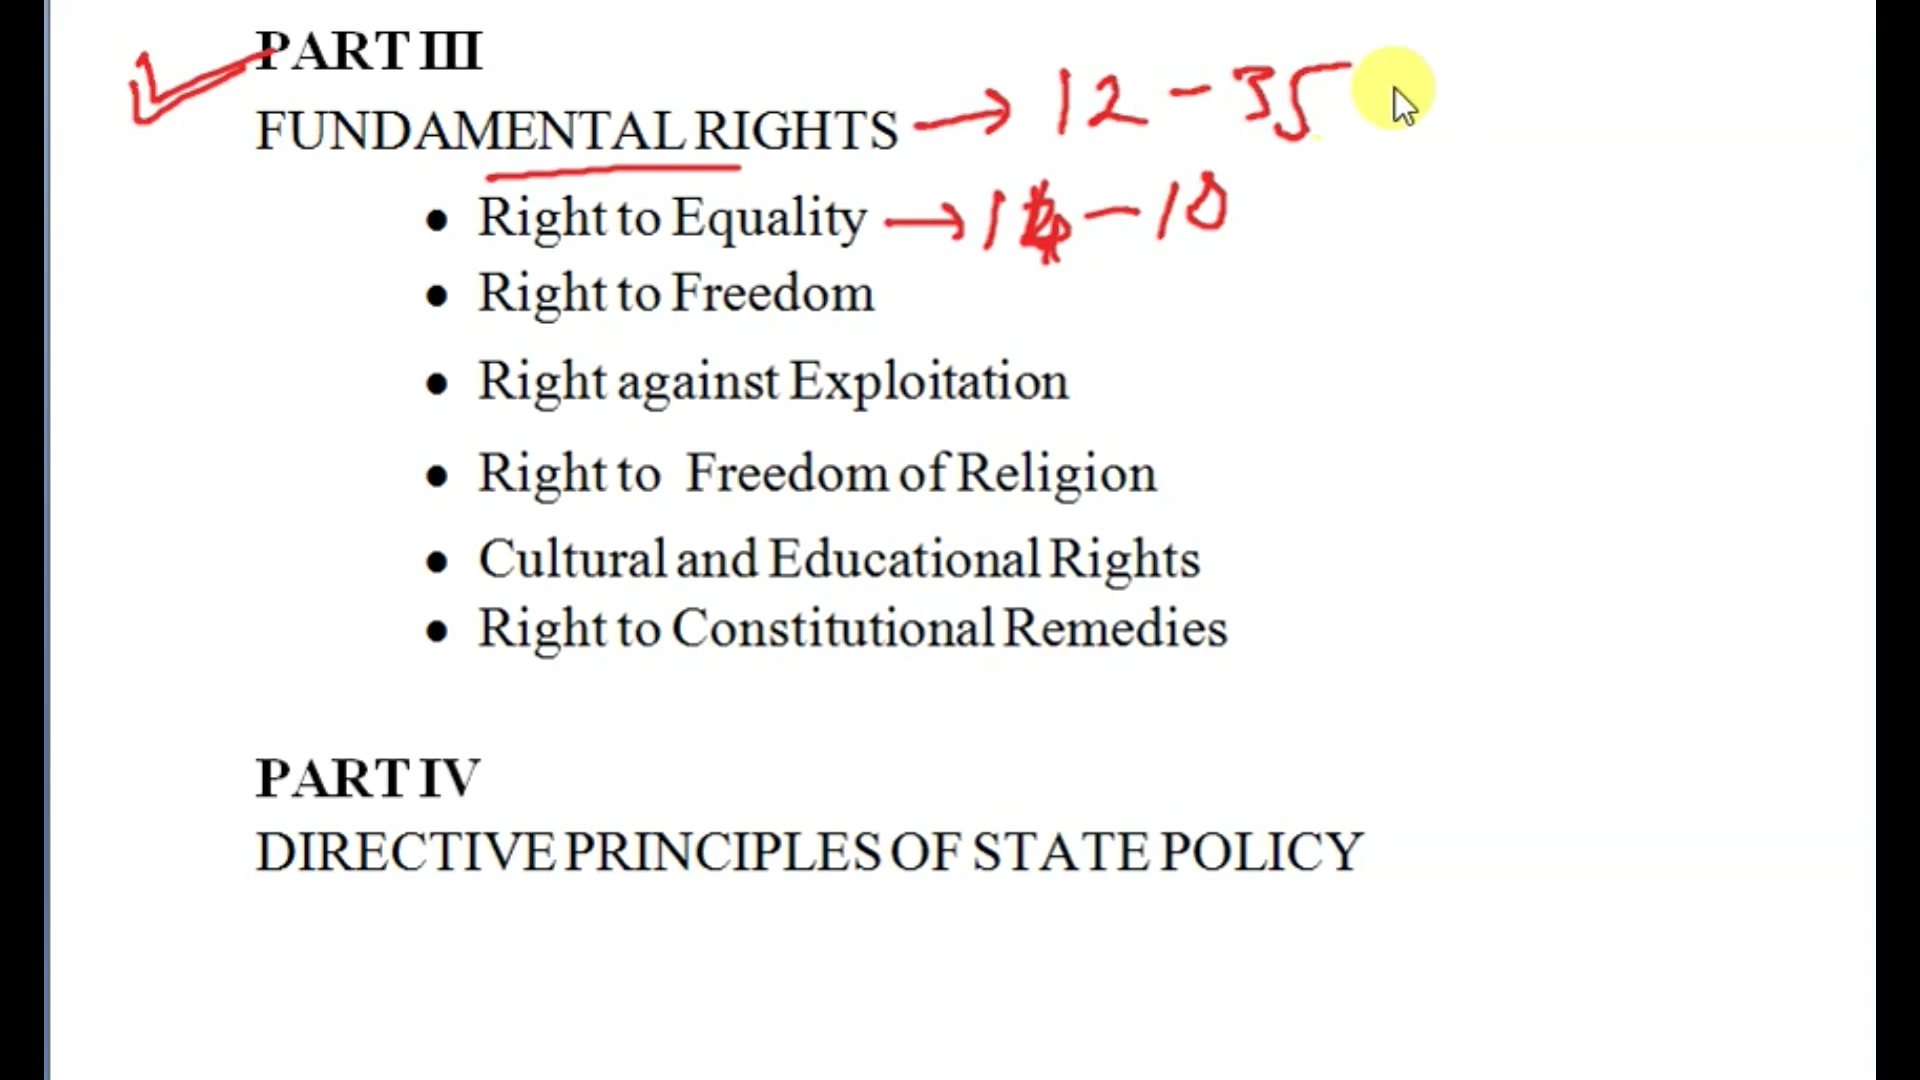 PART III
FUNDAMENTAL RIGHTS → 12 - 35
• Right to Equality → 14 - 18
• Right to Freedom
• Right against Exploitation
• Right to Freedom of Religion
• Cultural and Educational Rights
• Right to Constitutional Remedies
PART IV
DIRECTIVE PRINCIPLES OF STATE POLICY